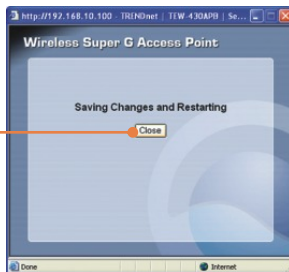 http://192.168.10.100 - TRENDnet | TEW-430APB | Se...
Wireless Super G Access Point
Saving Changes and Restarting
Close
Done
Internet